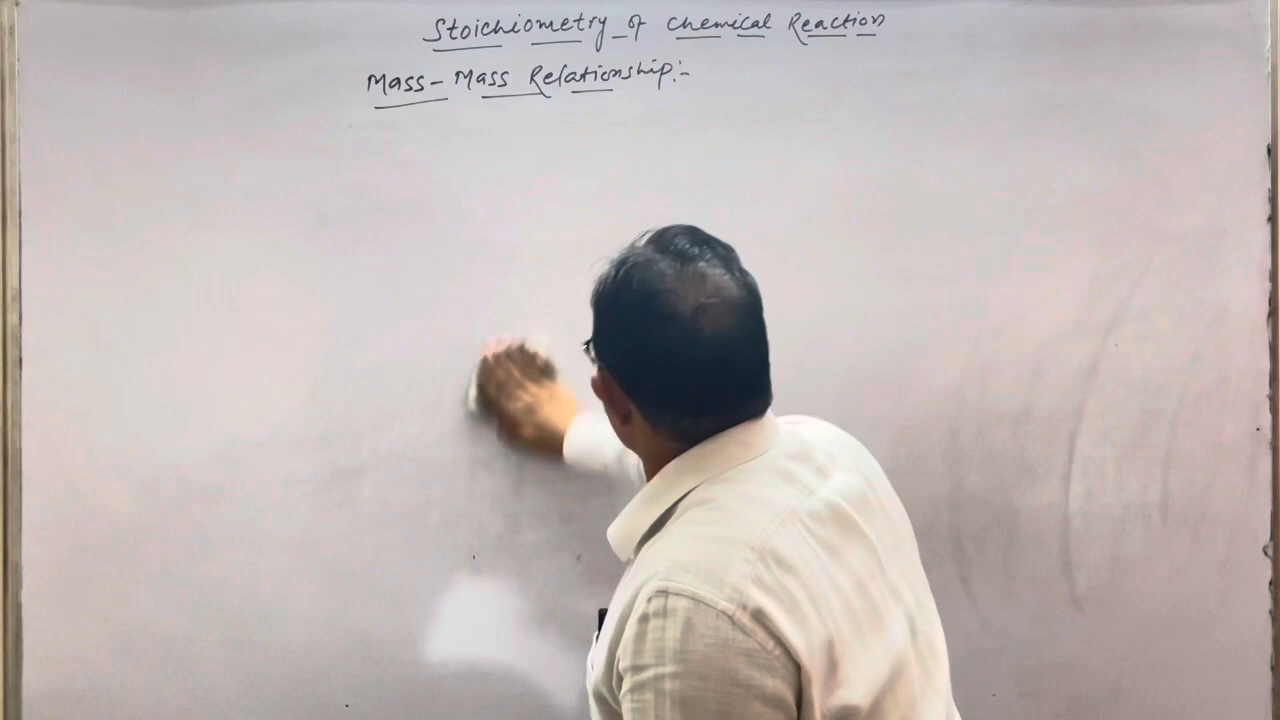 Stoichiometry of Chemical Reaction
Mass - Mass Relationship:-